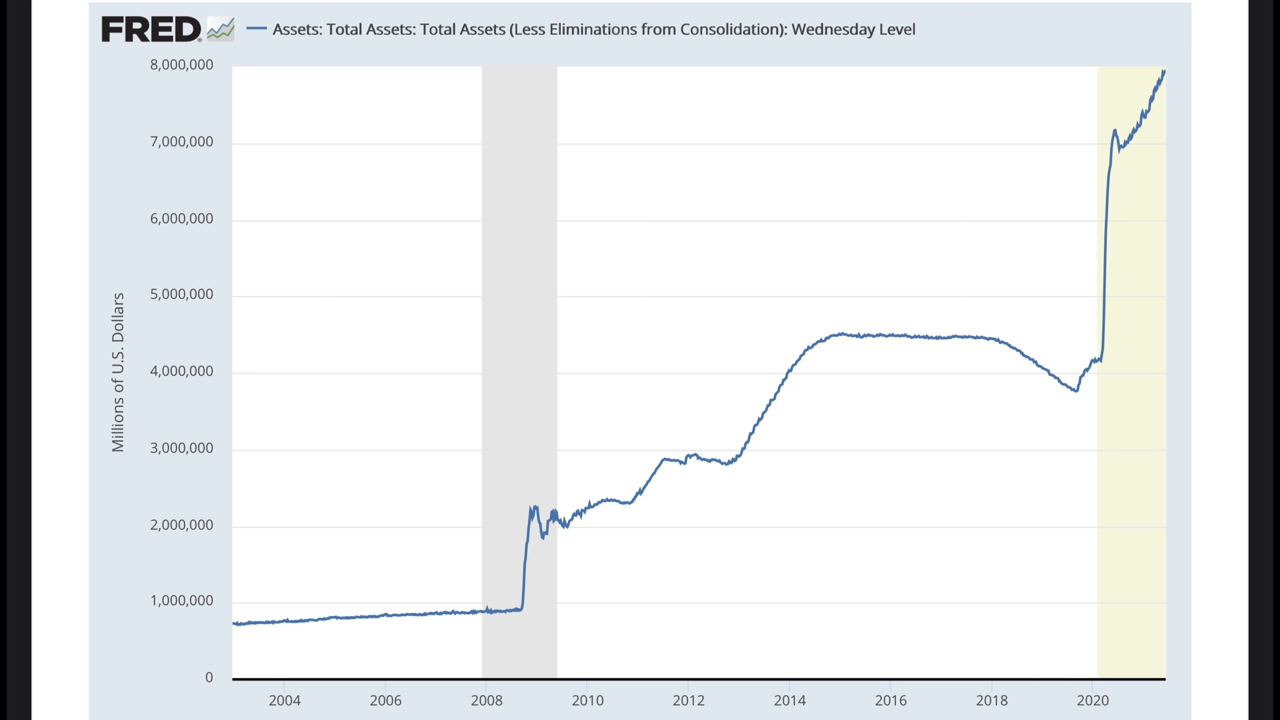 FRED
Assets: Total Assets: Total Assets (Less Eliminations from Consolidation): Wednesday Level
8,000,000
7,000,000
6,000,000
5,000,000
4,000,000
3,000,000
2,000,000
1,000,000
0
Millions of U.S. Dollars
2004 2006 2008 2010 2012 2014 2016 2018 2020